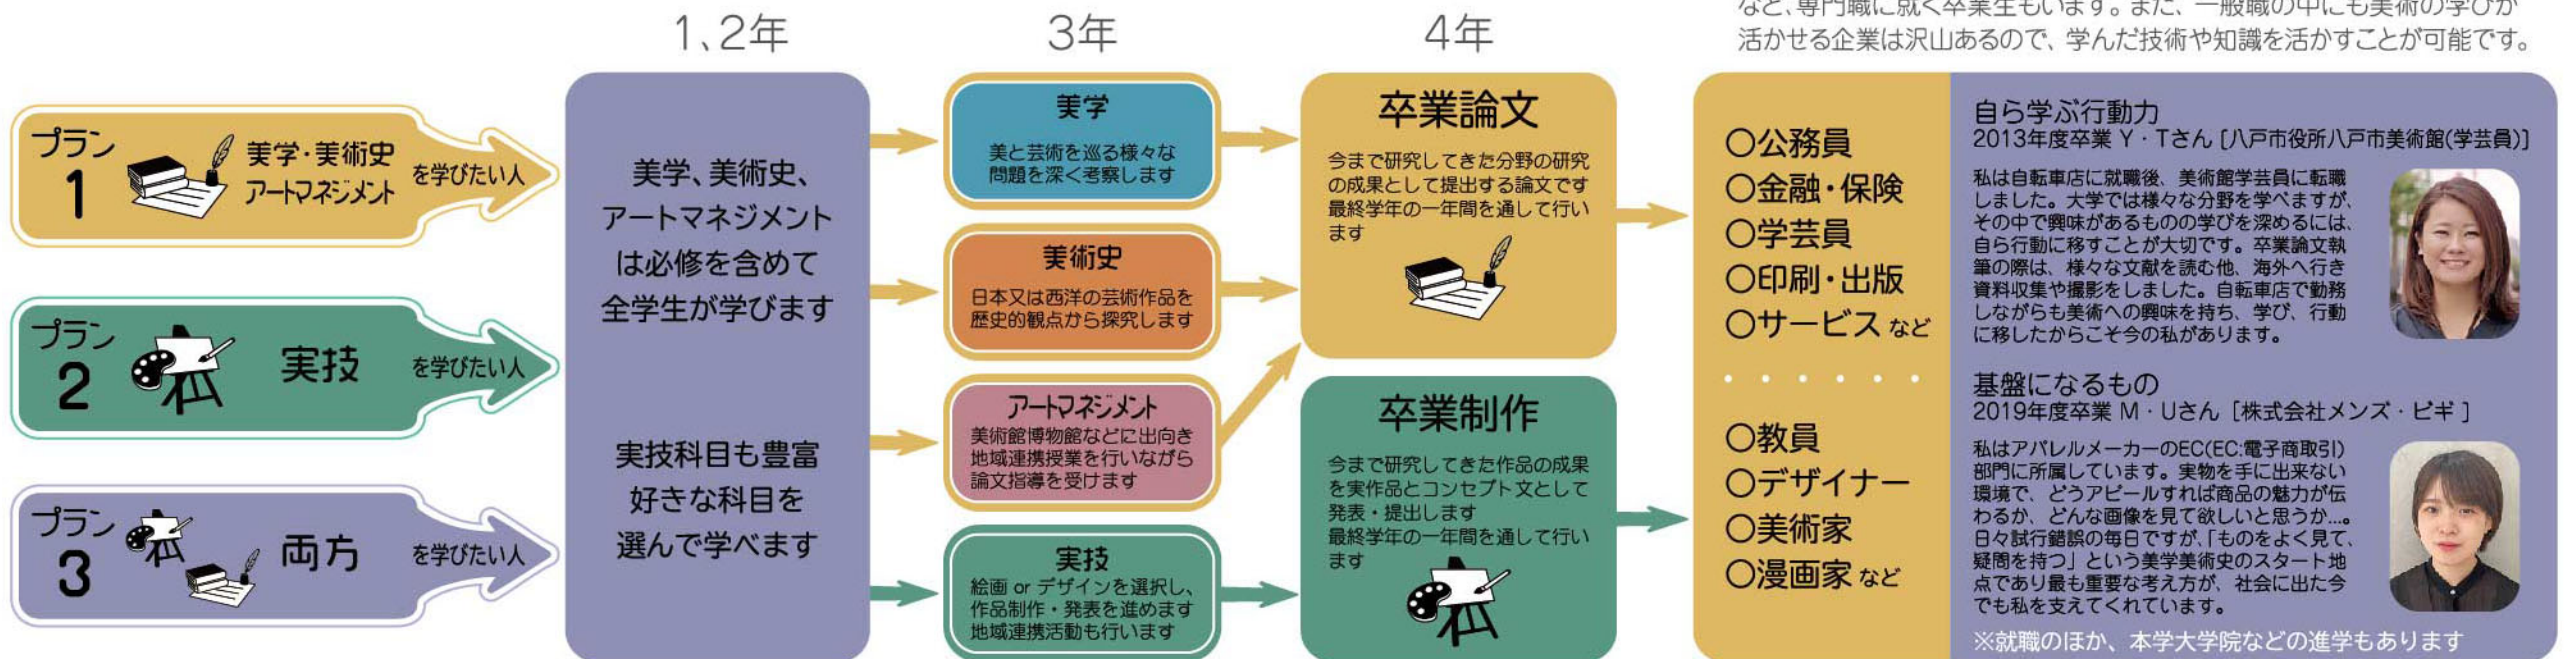 など、専門職に就く卒業生もいます。また、一般職の中にも美術の学びが
活かせる企業は沢山あるので、学んだ技術や知識を活かすことが可能です。
1、2年
3年
4年
プラン
1
美学・美術史
アートマネジメント
を学びたい人
プラン
2
実技
を学びたい人
プラン
3
両方
を学びたい人
美学、美術史、
アートマネジメント
は必修を含めて
全学生が学びます
実技科目も豊富
好きな科目を
選んで学べます
美学
美と芸術を巡る様々な
問題を深く考察します
美術史
日本又は西洋の芸術作品を
歴史的観点から探究します
アートマネジメント
美術館博物館などに出向き
地域連携授業を行いながら
論文指導を受けます
実技
絵画 or デザインを選択し、
作品制作・発表を進めます
地域連携活動も行います
卒業論文
今まで研究してきた分野の研究
の成果として提出する論文です
最終学年の一年間を通して行い
ます
卒業制作
今まで研究してきた作品の成果
を実作品とコンセプト文として
発表・提出します
最終学年の一年間を通して行い
ます
〇公務員
〇金融・保険
〇学芸員
〇印刷・出版
〇サービス など
〇教員
〇デザイナー
〇美術家
〇漫画家 など
自ら学ぶ行動力
2013年度卒業 Y・Tさん [八戸市役所八戸市美術館(学芸員)]
私は自転車店に就職後、美術館学芸員に転職
しました。大学では様々な分野を学べますが、
その中で興味があるものの学びを深めるには、
自ら行動に移すことが大切です。卒業論文執
筆の際は、様々な文献を読む他、海外へ行き
資料収集や撮影をしました。自転車店で勤務
しながらも美術への興味を持ち、学び、行動
に移したからこそ今の私があります。
基盤になるもの
2019年度卒業 M・Uさん [株式会社メンズ・ビギ ]
私はアパレルメーカーのEC(EC:電子商取引)
部門に所属しています。実物を手に出来ない
環境で、どうアピールすれば商品の魅力が伝
わるか、どんな画像を見て欲しいと思うか…。
日々試行錯誤の毎日ですが、「ものをよく見て、
疑問を持つ」という美学美術史のスタート地
点であり最も重要な考え方が、社会に出た今
でも私を支えてくれています。
※就職のほか、本学大学院などの進学もあります